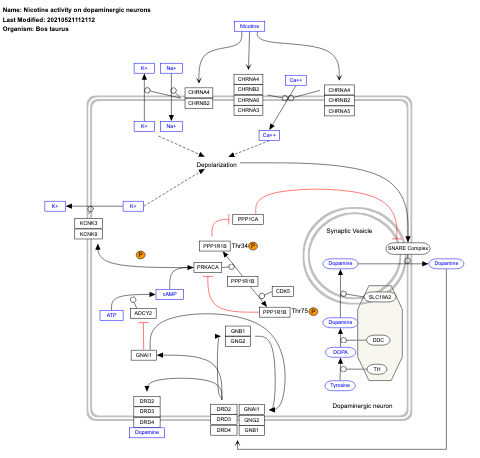 Name: Nicotine activity on dopaminergic neurons
Last Modified: 20210521112112
Organism: Bos taurus
Nicotine
K+
Na+
CHRNA4
CHRNB2
CHRNA4
CHRNB2
CHRNA6
CHRNA3
Ca++
CHRNA4
CHRNB2
CHRNA5
K+
Na+
Ca++
Depolarization
K+
K+
KCNK3
KCNK9
PPP1CA
Synaptic Vesicle
PPP1R1B
Thr34
P
SNARE Complex
P
PRKACA
Dopamine
Dopamine
PPP1R1B
cAMP
CDK5
SLC18A2
ATP
ADCY2
PPP1R1B
Thr75
P
Dopamine
GNB1
GNG2
DDC
GNAI1
DOPA
TH
Tyrosine
DRD2
DRD3
DRD4
Dopamine
DRD2
DRD3
DRD4
GNAI1
GNG2
GNB1
Dopaminergic neuron